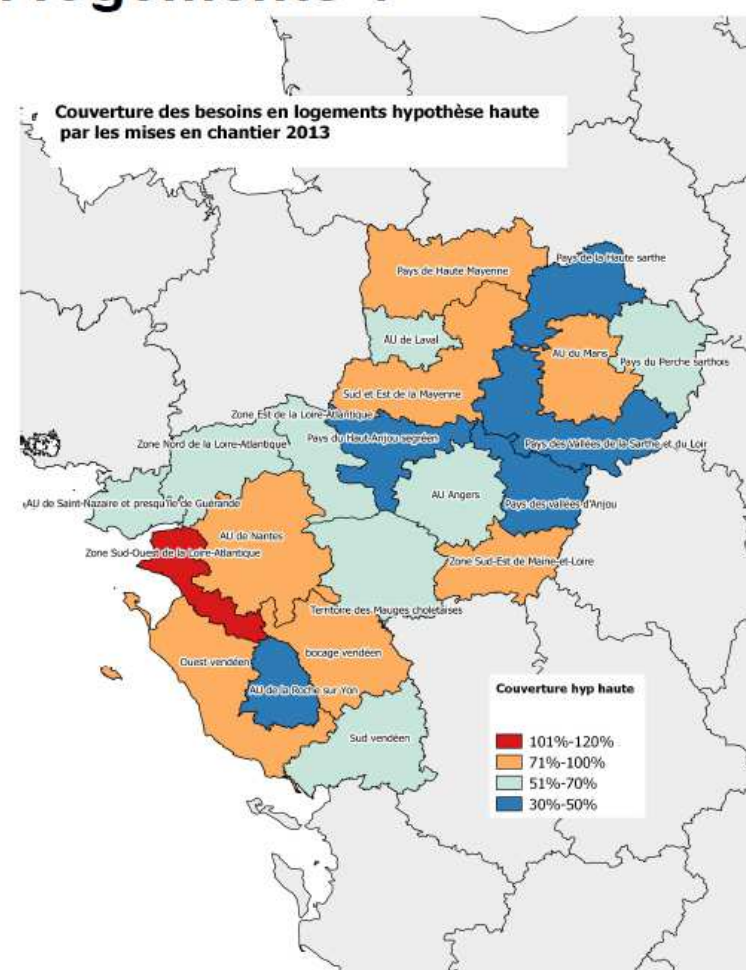 Couverture des besoins en logements hypothèse haute
par les mises en chantier 2013
Pays de la Haute sarthe
Pays de Haute Mayenne
AU de Laval
AU du Mans
Pays du Perche sarthois
Sud et Est de la Mayenne
Zone Est de la Loire-Atlantique
Zone Nord de la Loire-Atlantique
Pays du Haut-Anjou segréen
Pays des Vallées de la Sarthe et du Loir
AU de Saint-Nazaire et presqu'île de Guérande
AU Angers
Pays des vallées d'Anjou
AU de Nantes
Zone Sud-Ouest de la Loire-Atlantique
Zone Sud-Est de Maine-et-Loire
Territoire des Mauges choletaises
bocage vendéen
Ouest vendéen
AU de la Roche sur Yon
Sud vendéen
Couverture hyp haute
101%-120%
71%-100%
51%-70%
30%-50%